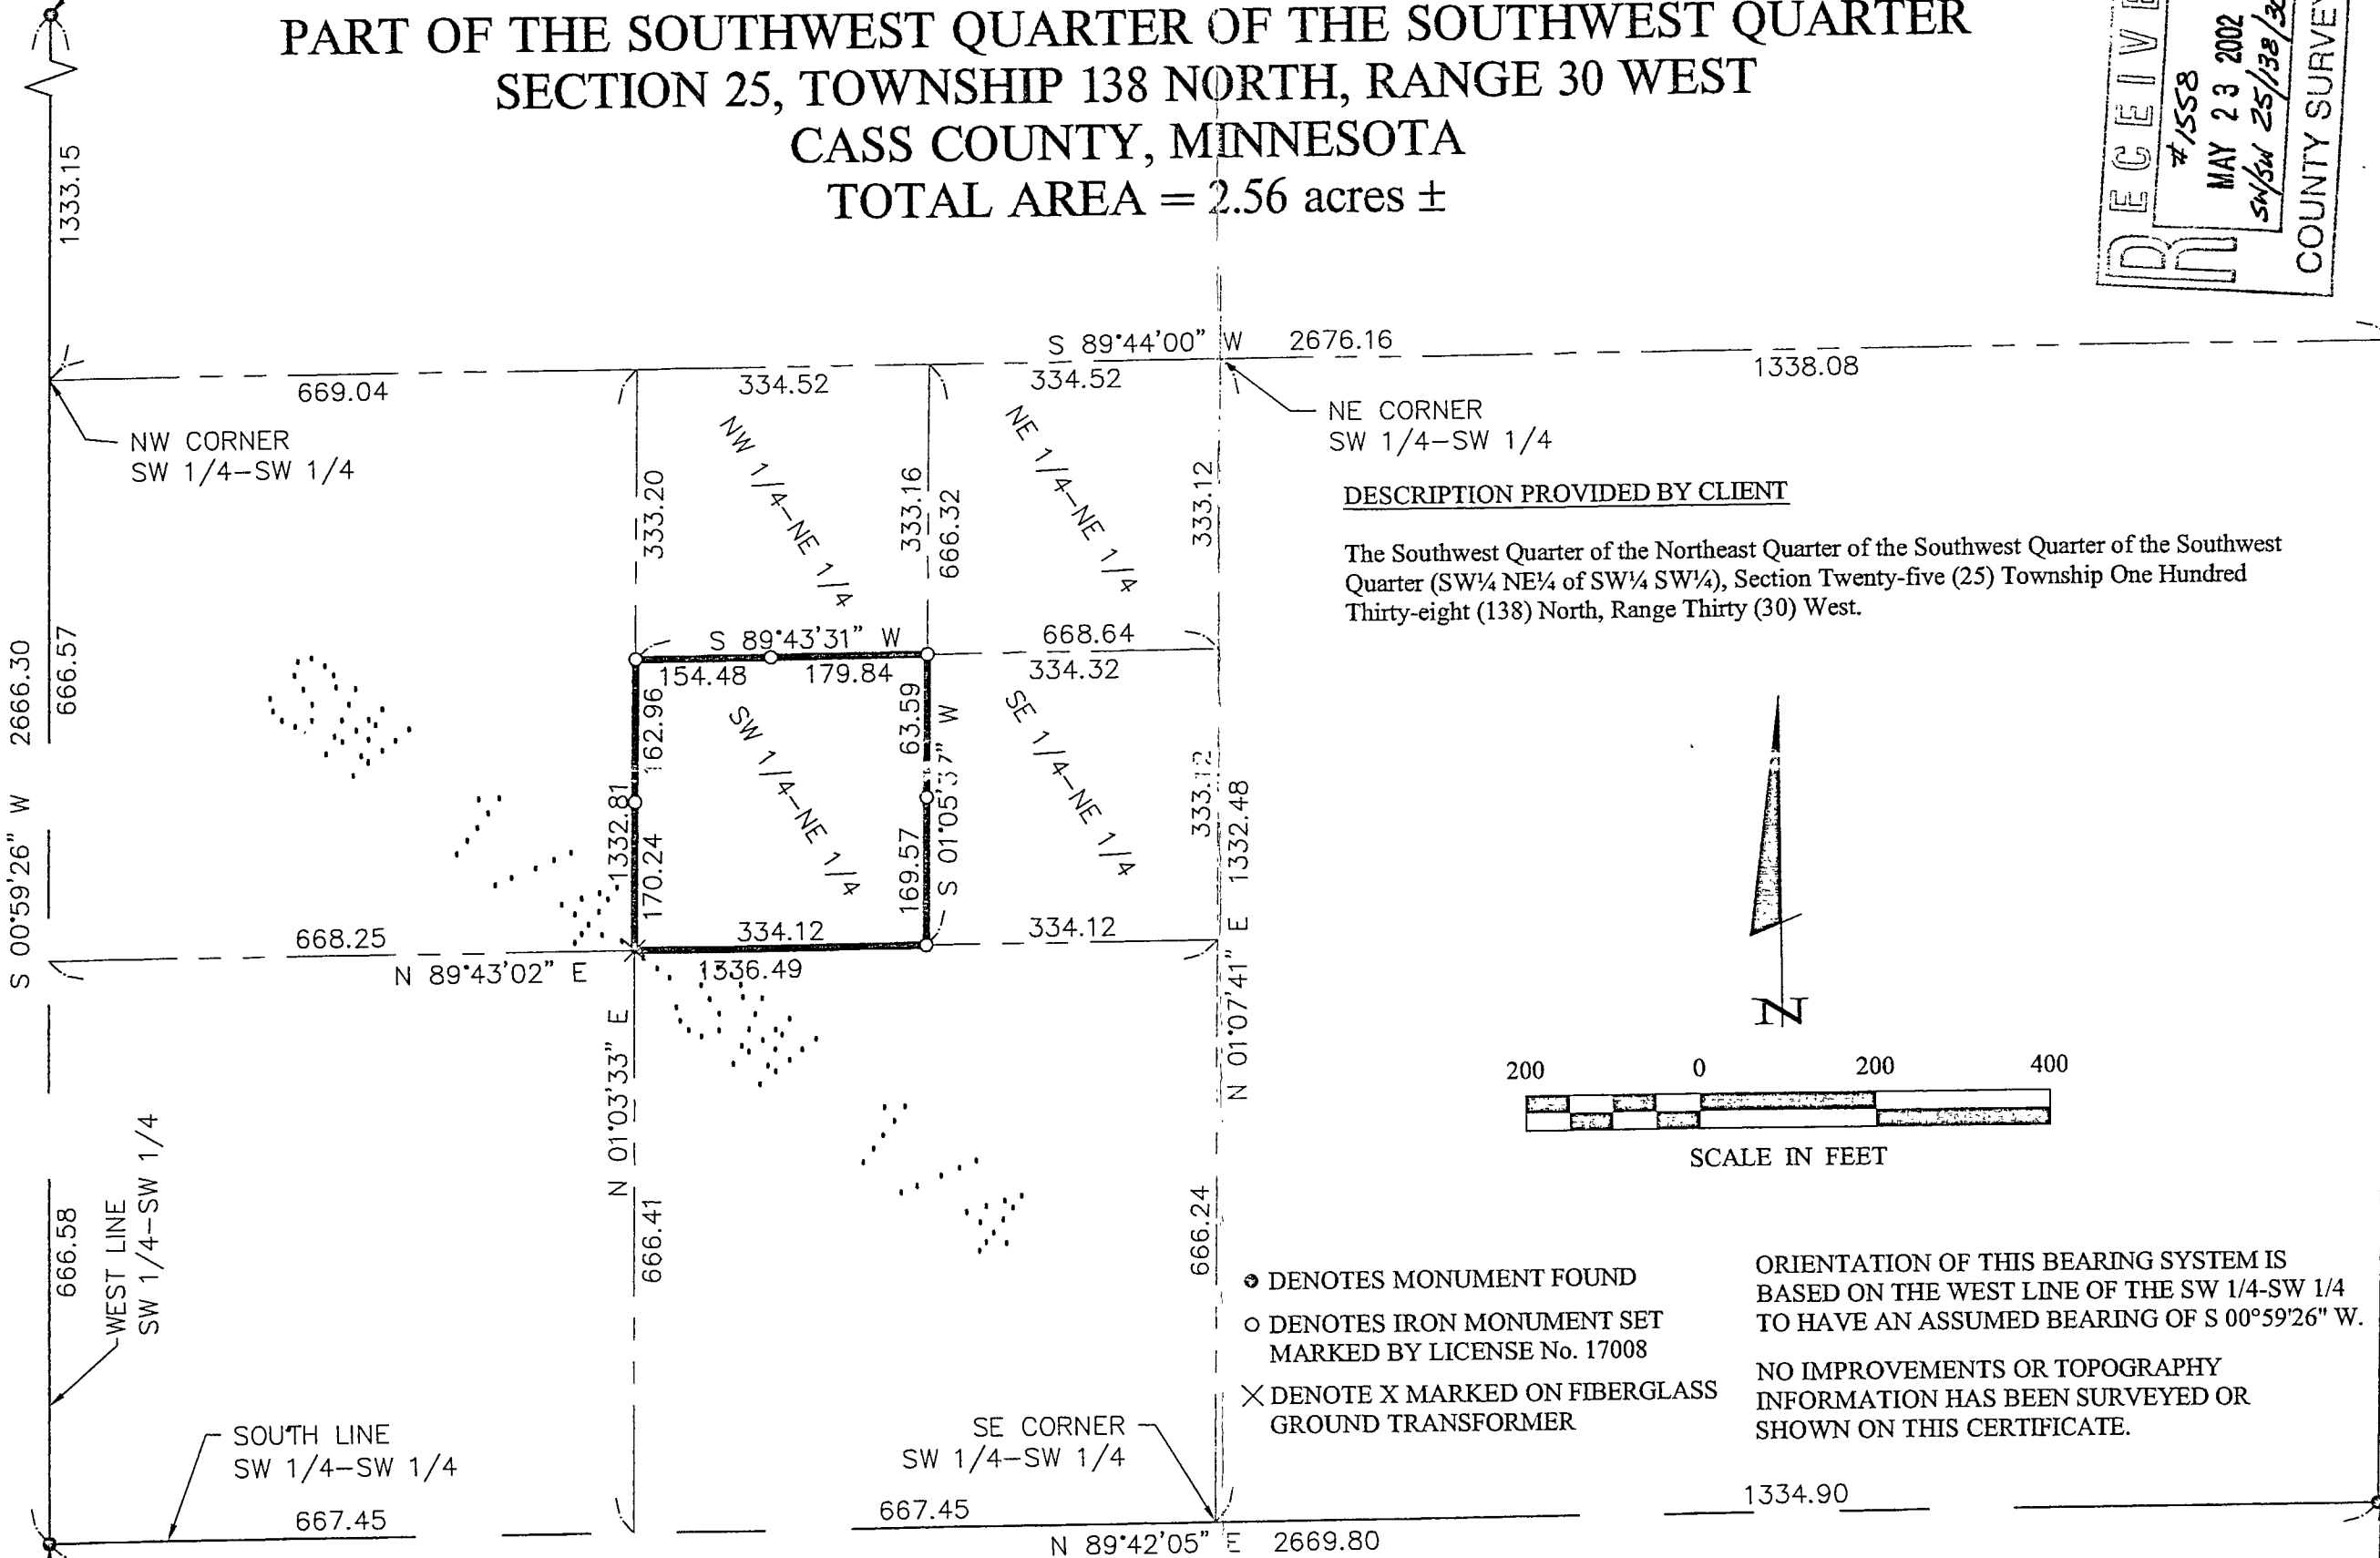 PART OF THE SOUTHWEST QUARTER OF THE SOUTHWEST QUARTER
SECTION 25, TOWNSHIP 138 NORTH, RANGE 30 WEST
CASS COUNTY, MINNESOTA
TOTAL AREA = 2.56 acres ±
RECEIVE
#1558
MAY 23 2002
SW/SW 25/138/30
COUNTY SURVEY
1333.15
S 89°44'00" W 2676.16
669.04
334.52
334.52
1338.08
NW CORNER
SW 1/4-SW 1/4
NE CORNER
SW 1/4-SW 1/4
333.20
NW 1/4-NE 1/4
333.16
666.32
NE 1/4-NE 1/4
333.12
DESCRIPTION PROVIDED BY CLIENT
The Southwest Quarter of the Northeast Quarter of the Southwest Quarter of the Southwest
Quarter (SW¼ NE¼ of SW¼ SW¼), Section Twenty-five (25) Township One Hundred
Thirty-eight (138) North, Range Thirty (30) West.
S 00°59'26" W 2666.30
666.57
S 89°43'31" W
668.64
154.48
179.84
334.32
162.96
1332.81
170.24
SW 1/4-NE 1/4
63.59
169.57
S 01°05'37" W
SE 1/4-NE 1/4
333.12
N 01°07'41" E 1332.48
668.25
334.12
334.12
N 89°43'02" E
1336.49
N
200 0 200 400
SCALE IN FEET
N 01°03'33" E
666.41
666.24
666.58
WEST LINE
SW 1/4-SW 1/4
DENOTES MONUMENT FOUND
DENOTES IRON MONUMENT SET
MARKED BY LICENSE No. 17008
X DENOTE X MARKED ON FIBERGLASS
GROUND TRANSFORMER
ORIENTATION OF THIS BEARING SYSTEM IS
BASED ON THE WEST LINE OF THE SW 1/4-SW 1/4
TO HAVE AN ASSUMED BEARING OF S 00°59'26" W.
NO IMPROVEMENTS OR TOPOGRAPHY
INFORMATION HAS BEEN SURVEYED OR
SHOWN ON THIS CERTIFICATE.
SOUTH LINE
SW 1/4-SW 1/4
SE CORNER
SW 1/4-SW 1/4
667.45
667.45
1334.90
N 89°42'05" E 2669.80